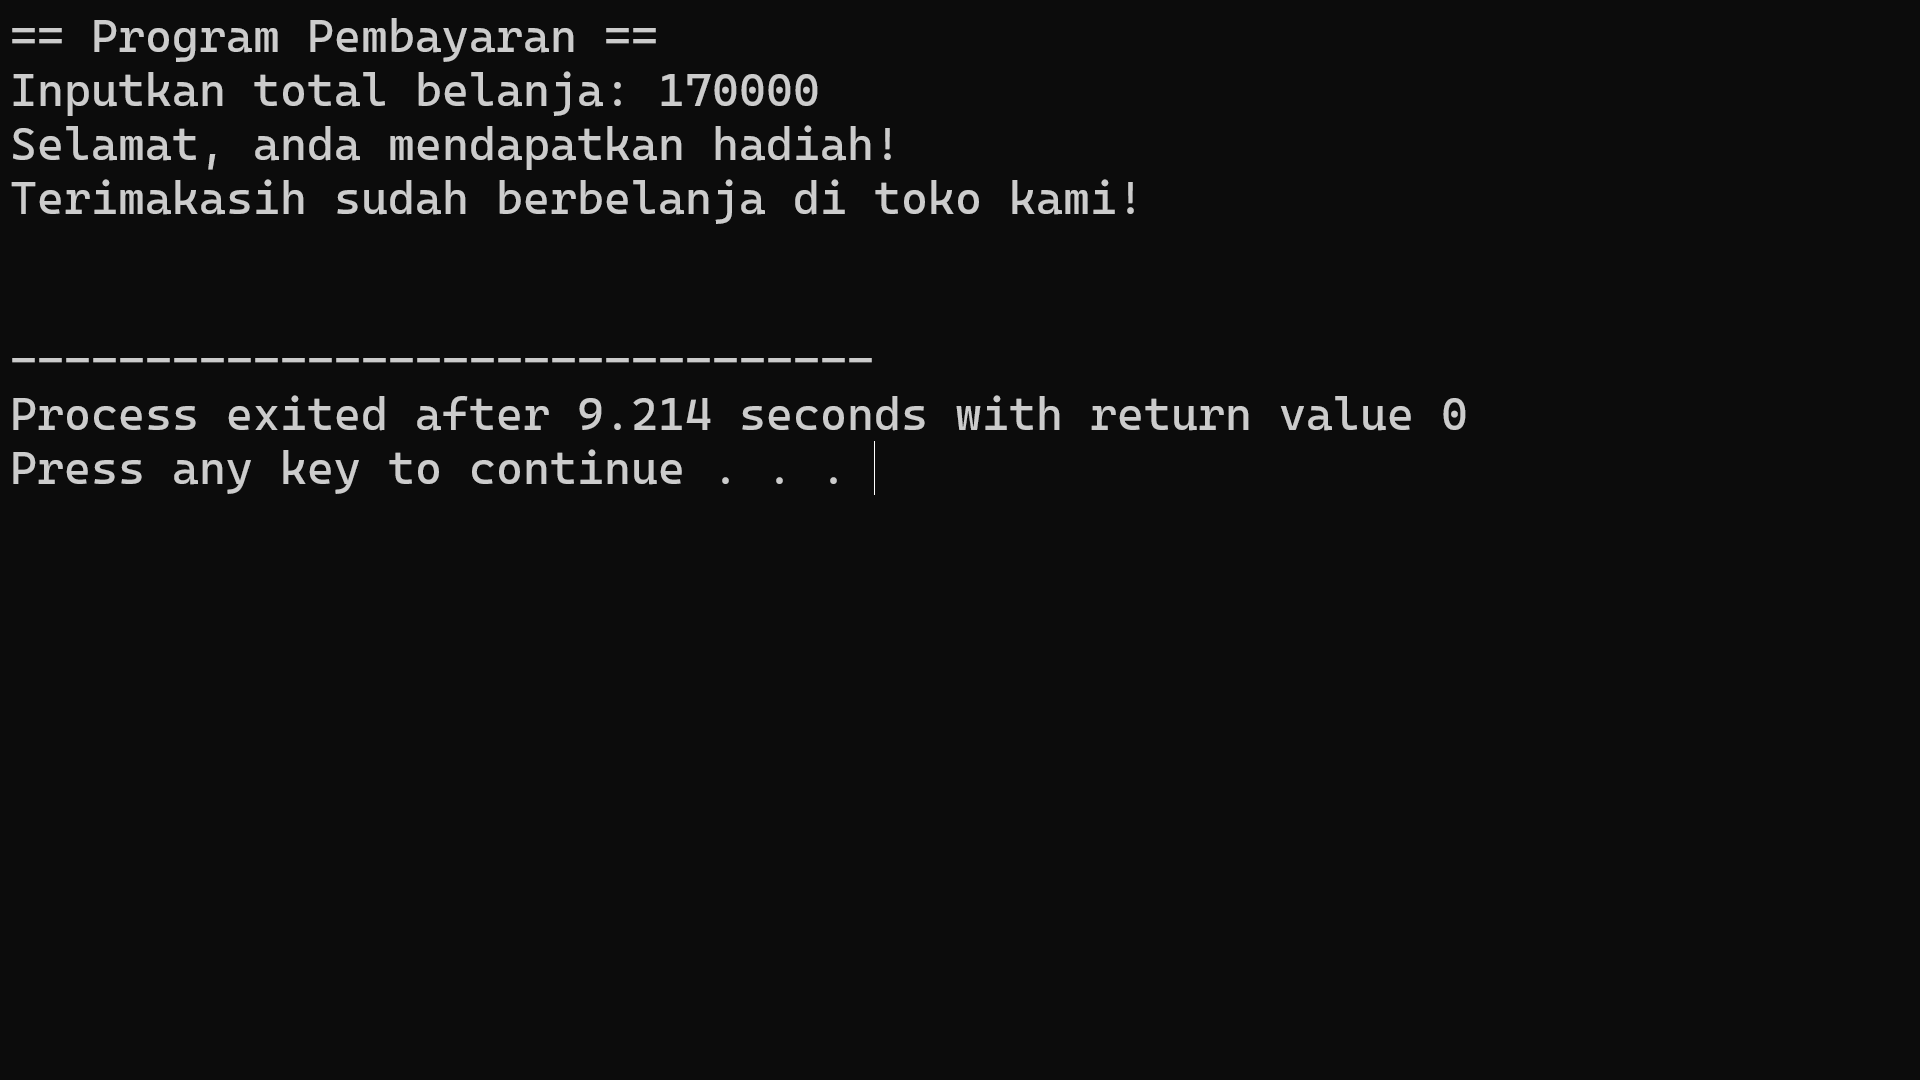 == Program Pembayaran ==
Inputkan total belanja: 170000
Selamat, anda mendapatkan hadiah!
Terimakasih sudah berbelanja di toko kami!
--------------------------------
Process exited after 9.214 seconds with return value 0
Press any key to continue . . .